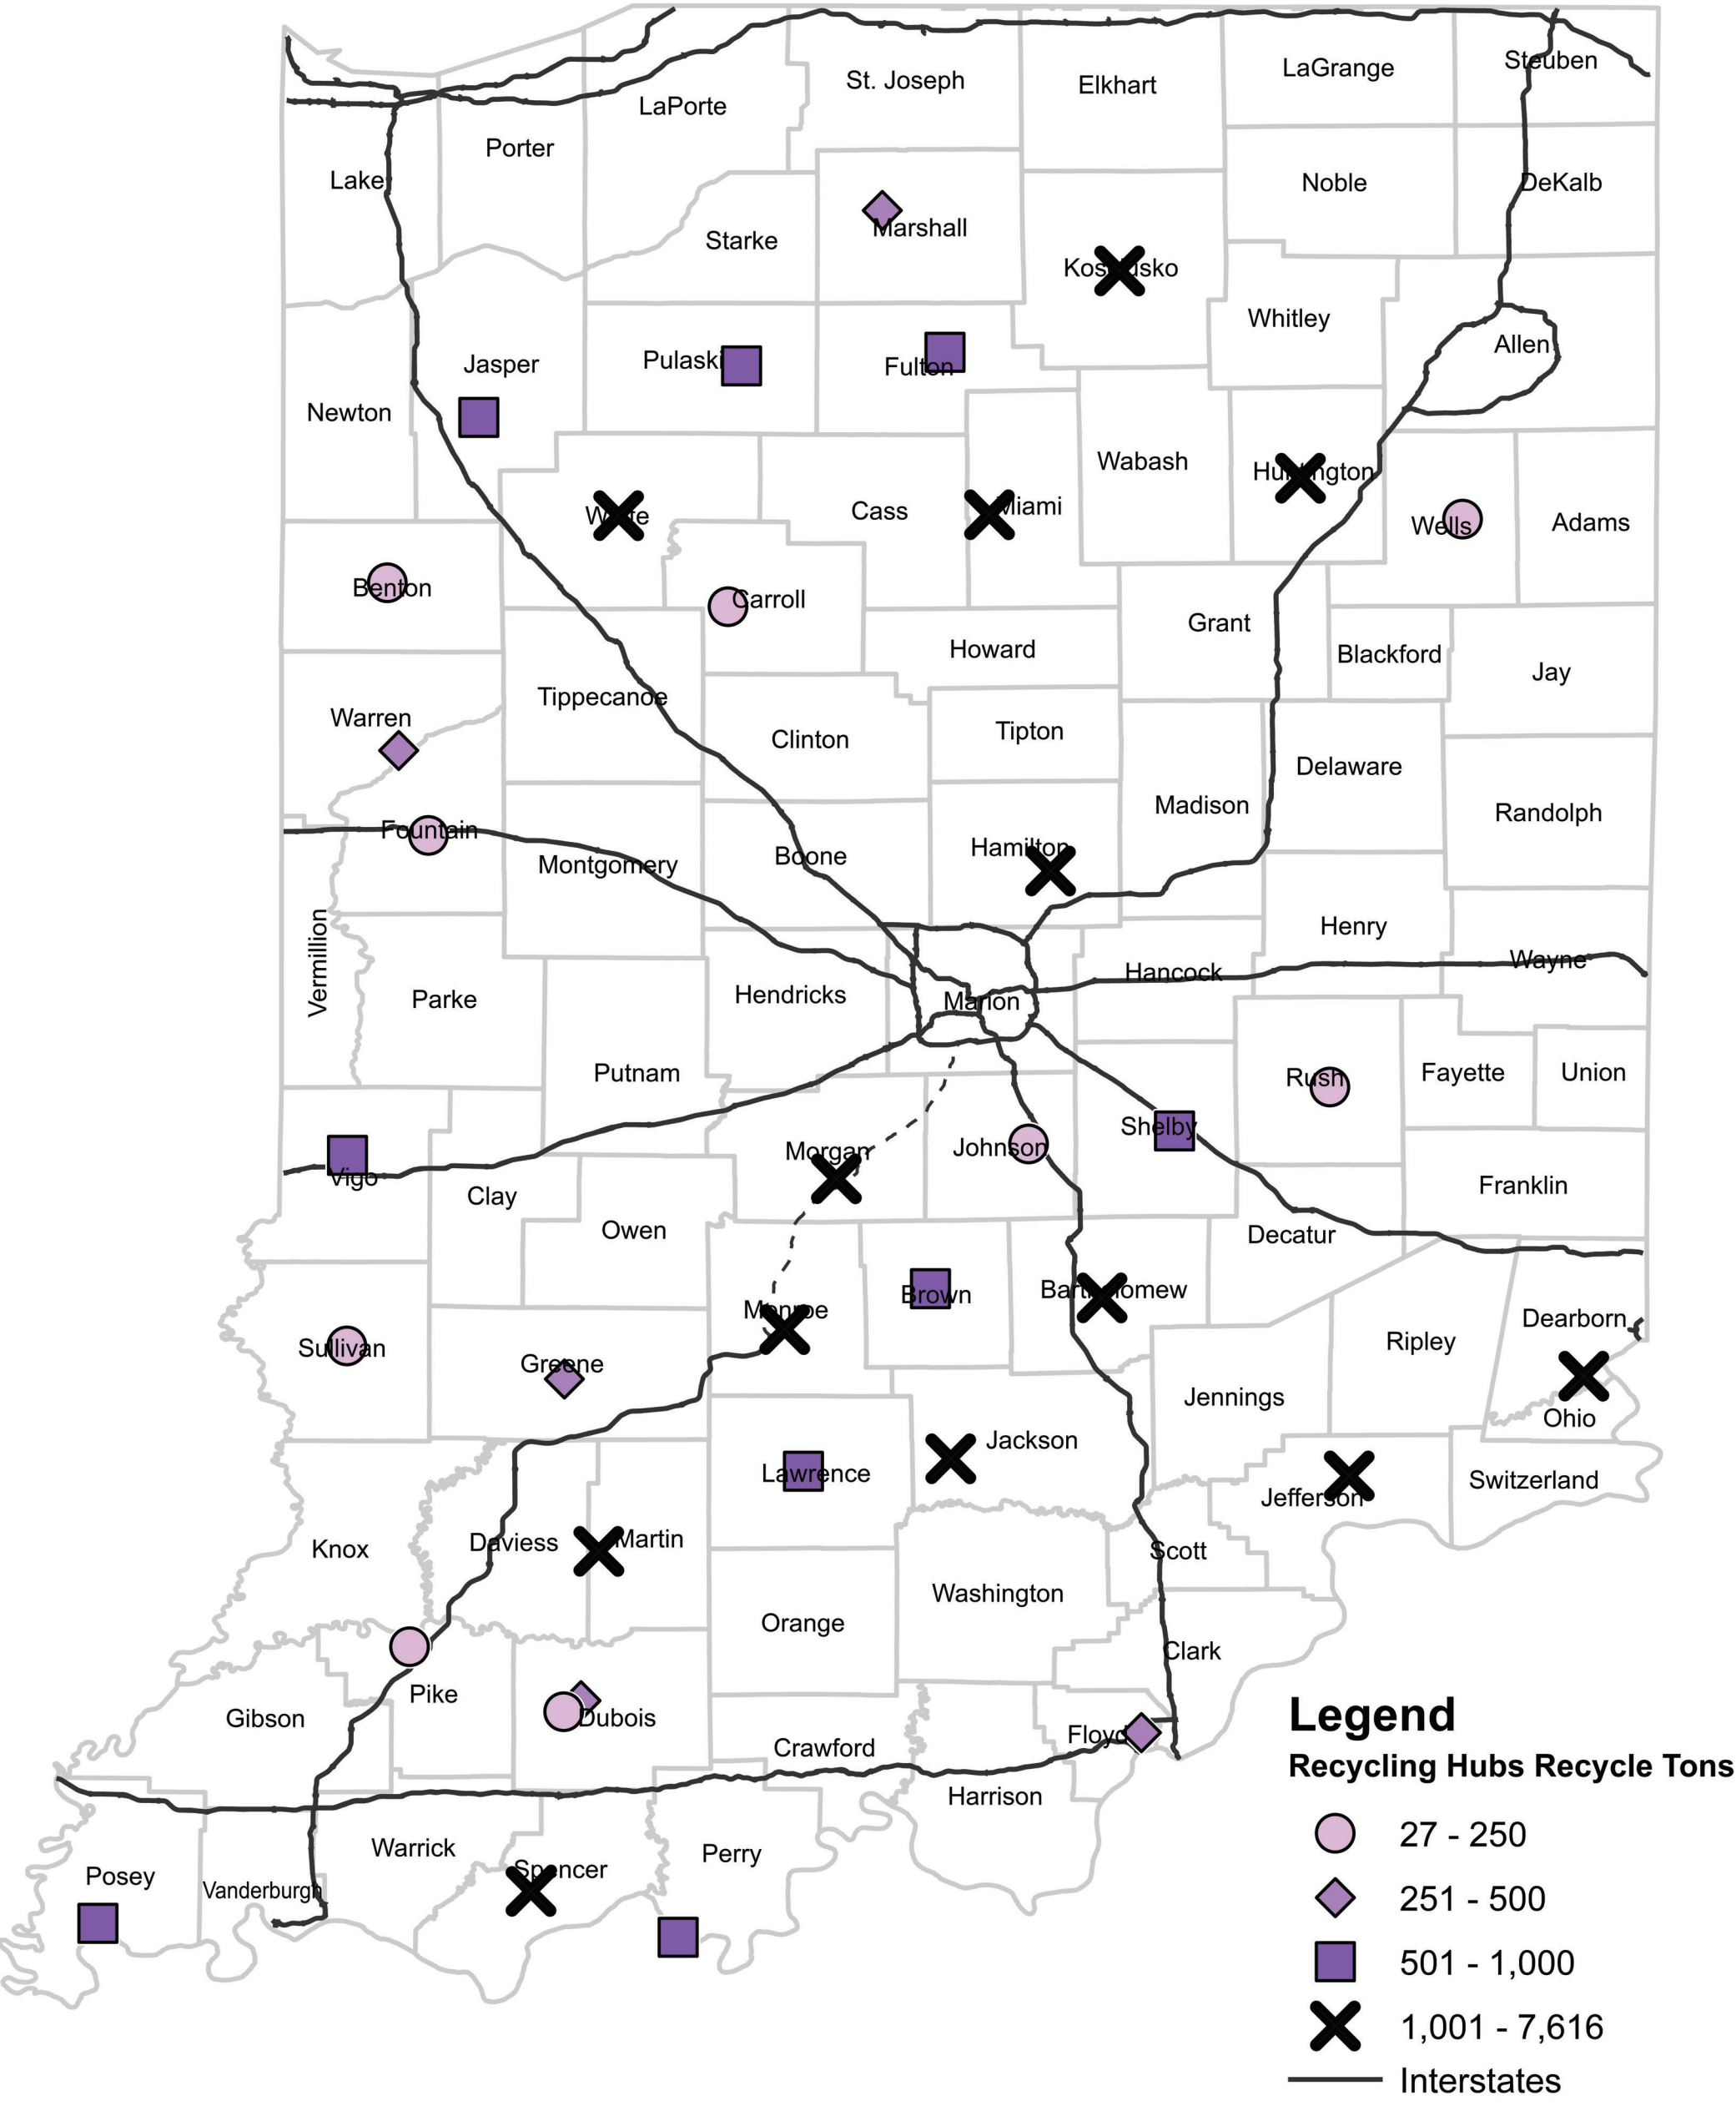 Steuben
LaGrange
St. Joseph
Elkhart
LaPorte
Porter
Lake
Noble
DeKalb
Marshall
Starke
Kosciusko
Whitley
Allen
Jasper
Pulaski
Fulton
Newton
Wabash
Huntington
White
Cass
Miami
Wells
Adams
Benton
Carroll
Grant
Howard
Blackford
Jay
Tippecanoe
Warren
Clinton
Tipton
Delaware
Madison
Randolph
Fountain
Montgomery
Boone
Hamilton
Henry
Vermillion
Wayne
Hancock
Parke
Hendricks
Marion
Putnam
Rush
Fayette
Union
Shelby
Morgan
Johnson
Vigo
Clay
Franklin
Owen
Decatur
Monroe
Brown
Bartholomew
Dearborn
Sullivan
Greene
Ripley
Jennings
Ohio
Jackson
Lawrence
Jefferson
Switzerland
Knox
Daviess
Martin
Scott
Washington
Orange
Clark
Pike
Gibson
Dubois
Floyd
Crawford
Harrison
Warrick
Perry
Spencer
Posey
Vanderburgh
Legend
Recycling Hubs Recycle Tons
27 - 250
251 - 500
501 - 1,000
1,001 - 7,616
Interstates